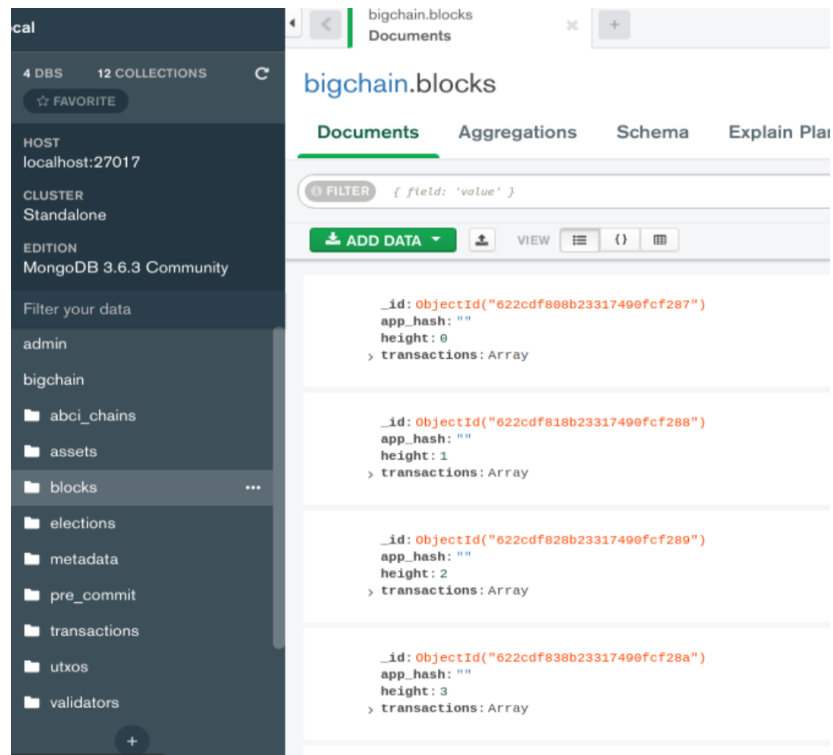 cal
4 DBS 12 COLLECTIONS
FAVORITE
HOST
localhost:27017
CLUSTER
Standalone
EDITION
MongoDB 3.6.3 Community
Filter your data
admin
bigchain
abci_chains
assets
blocks
elections
metadata
pre_commit
transactions
utxos
validators
bigchain.blocks
Documents
bigchain.blocks
Documents Aggregations Schema Explain Plan
FILTER { field: 'value' }
ADD DATA VIEW {}
_id: ObjectId("622cdf808b23317490fcf287")
app_hash: ""
height: 0
transactions: Array
_id: ObjectId("622cdf818b23317490fcf288")
app_hash: ""
height: 1
transactions: Array
_id: ObjectId("622cdf828b23317490fcf289")
app_hash: ""
height: 2
transactions: Array
_id: ObjectId("622cdf838b23317490fcf28a")
app_hash: ""
height: 3
transactions: Array